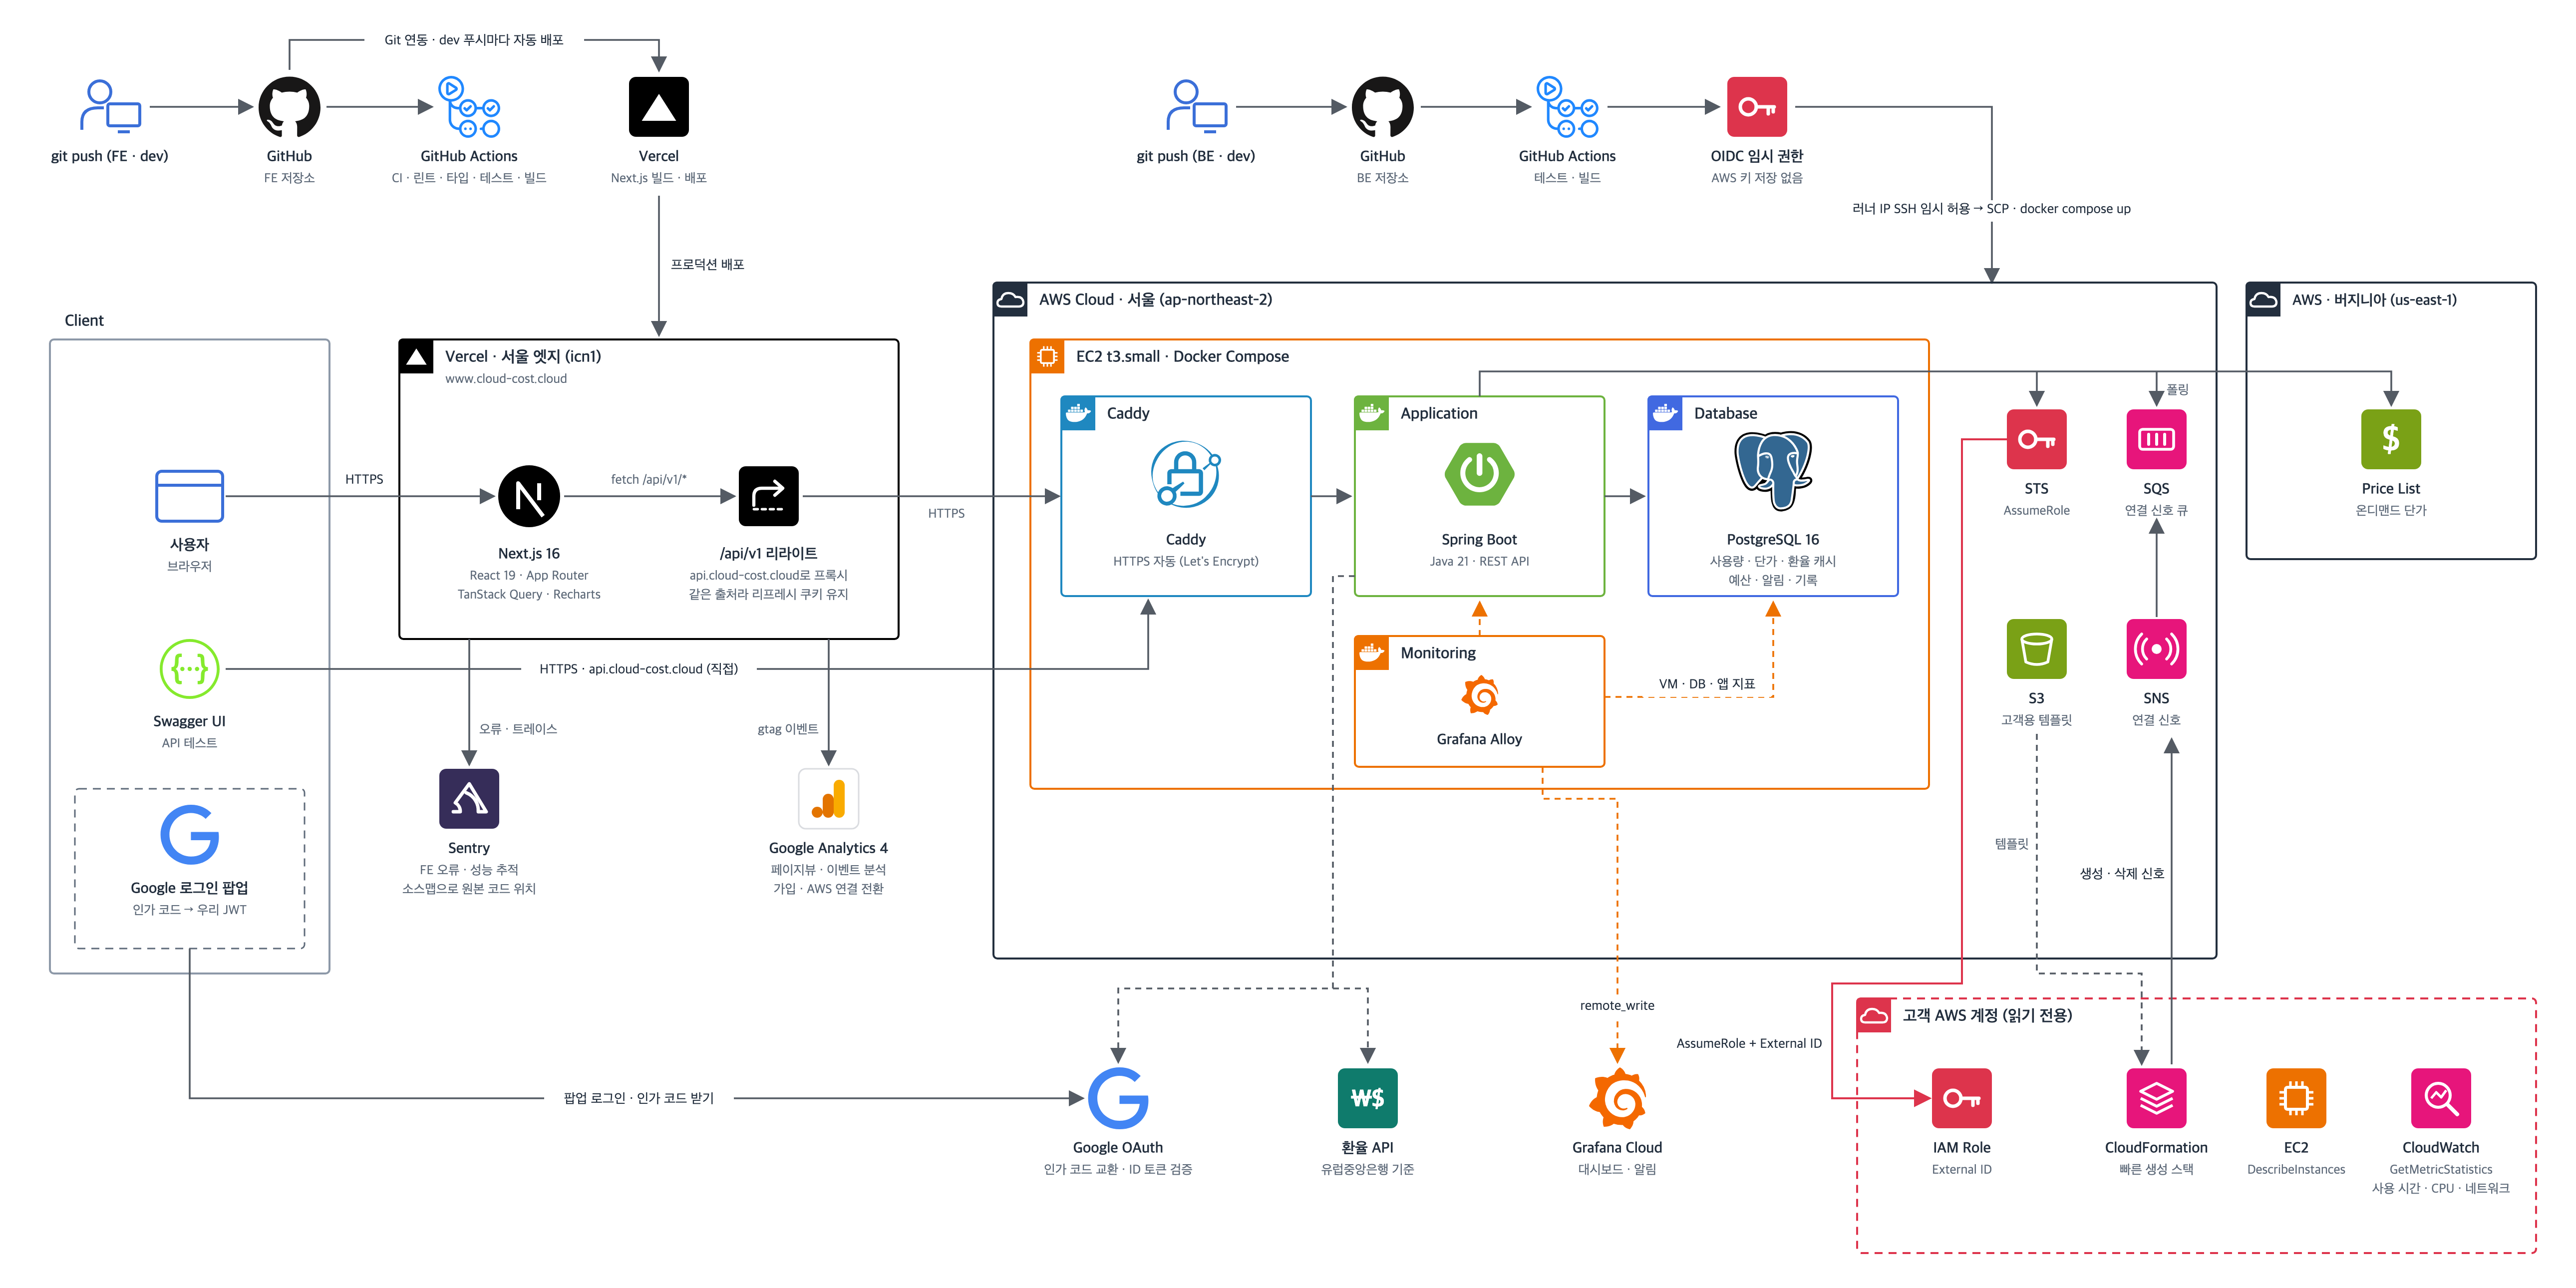 Git 연동 · dev 푸시마다 자동 배포
git push (FE · dev)
GitHub
FE 저장소
GitHub Actions
CI · 린트 · 타입 · 테스트 · 빌드
Vercel
Next.js 빌드 · 배포
git push (BE · dev)
GitHub
BE 저장소
GitHub Actions
테스트 · 빌드
OIDC 임시 권한
AWS 키 저장 없음
러너 IP SSH 임시 허용 → SCP · docker compose up
프로덕션 배포
Client
사용자
브라우저
Swagger UI
API 테스트
Google 로그인 팝업
인가 코드 → 우리 JWT
HTTPS
Vercel · 서울 엣지 (icn1)
www.cloud-cost.cloud
Next.js 16
React 19 · App Router
TanStack Query · Recharts
fetch /api/v1/*
/api/v1 리라이트
api.cloud-cost.cloud로 프록시
같은 출처라 리프레시 쿠키 유지
HTTPS
HTTPS · api.cloud-cost.cloud (직접)
오류 · 트레이스
gtag 이벤트
Sentry
FE 오류 · 성능 추적
소스맵으로 원본 코드 위치
Google Analytics 4
페이지뷰 · 이벤트 분석
가입 · AWS 연결 전환
AWS Cloud · 서울 (ap-northeast-2)
EC2 t3.small · Docker Compose
Caddy
Caddy
HTTPS 자동 (Let's Encrypt)
Application
Spring Boot
Java 21 · REST API
Database
PostgreSQL 16
사용량 · 단가 · 환율 캐시
예산 · 알림 · 기록
Monitoring
Grafana Alloy
VM · DB · 앱 지표
폴링
STS
AssumeRole
SQS
연결 신호 큐
S3
고객용 템플릿
SNS
연결 신호
템플릿
생성 · 삭제 신호
AWS · 버지니아 (us-east-1)
$
Price List
온디맨드 단가
팝업 로그인 · 인가 코드 받기
Google OAuth
인가 코드 교환 · ID 토큰 검증
₩$
환율 API
유럽중앙은행 기준
remote_write
Grafana Cloud
대시보드 · 알림
AssumeRole + External ID
고객 AWS 계정 (읽기 전용)
IAM Role
External ID
CloudFormation
빠른 생성 스택
EC2
DescribeInstances
CloudWatch
GetMetricStatistics
사용 시간 · CPU · 네트워크